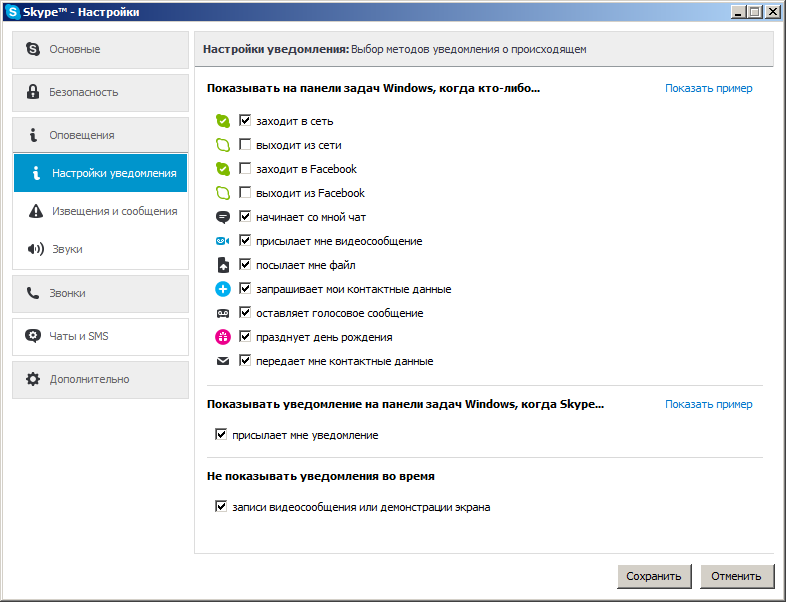 Skype™ - Настройки
Основные
Безопасность
Оповещения
Настройки уведомления
Извещения и сообщения
Звуки
Звонки
Чаты и SMS
Дополнительно
Настройки уведомления: Выбор методов уведомления о происходящем
Показывать на панели задач Windows, когда кто-либо... Показать пример
заходит в сеть
выходит из сети
заходит в Facebook
выходит из Facebook
начинает со мной чат
присылает мне видеосообщение
посылает мне файл
запрашивает мои контактные данные
оставляет голосовое сообщение
празднует день рождения
передает мне контактные данные
Показывать уведомление на панели задач Windows, когда Skype... Показать пример
присылает мне уведомление
Не показывать уведомления во время
записи видеосообщения или демонстрации экрана
Сохранить Отменить